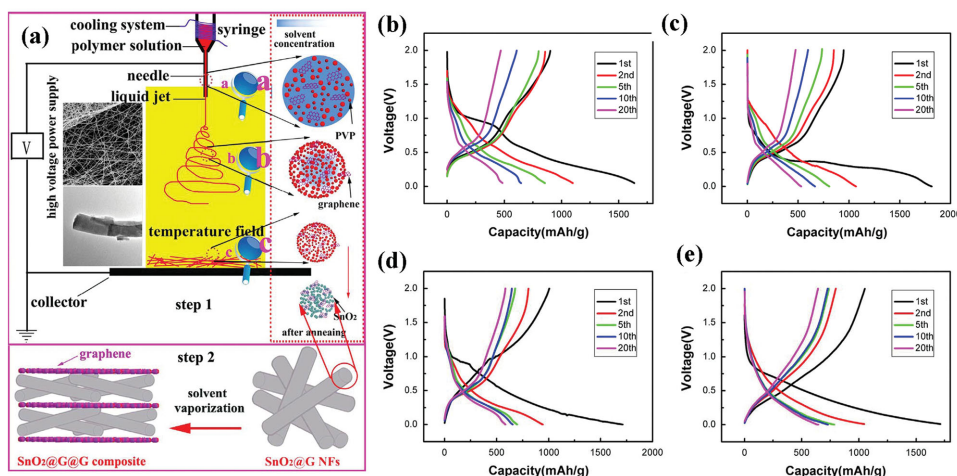 (a)
cooling system
syringe
polymer solution
needle
liquid jet
high voltage power supply
V
temperature field
collector
step 1
solvent
concentration
a
a
PVP
b
b
graphene
c
c
SnO2
after anneaing
graphene
step 2
solvent
vaporization
SnO2@G@G composite
SnO2@G NFs
(b)
Voltage(V)
2.0
1.5
1.0
0.5
0.0
0 500 1000 1500
Capacity(mAh/g)
1st
2nd
5th
10th
20th
(c)
Voltage(V)
2.0
1.5
1.0
0.5
0.0
0 500 1000 1500
Capacity(mAh/g)
1st
2nd
5th
10th
20th
(d)
Voltage(V)
2.0
1.5
1.0
0.5
0.0
0 500 1000 1500 2000
Capacity(mAh/g)
1st
2nd
5th
10th
20th
(e)
Voltage(V)
2.0
1.5
1.0
0.5
0.0
0 500 1000 1500
Capacity(mAh/g)
1st
2nd
5th
10th
20th